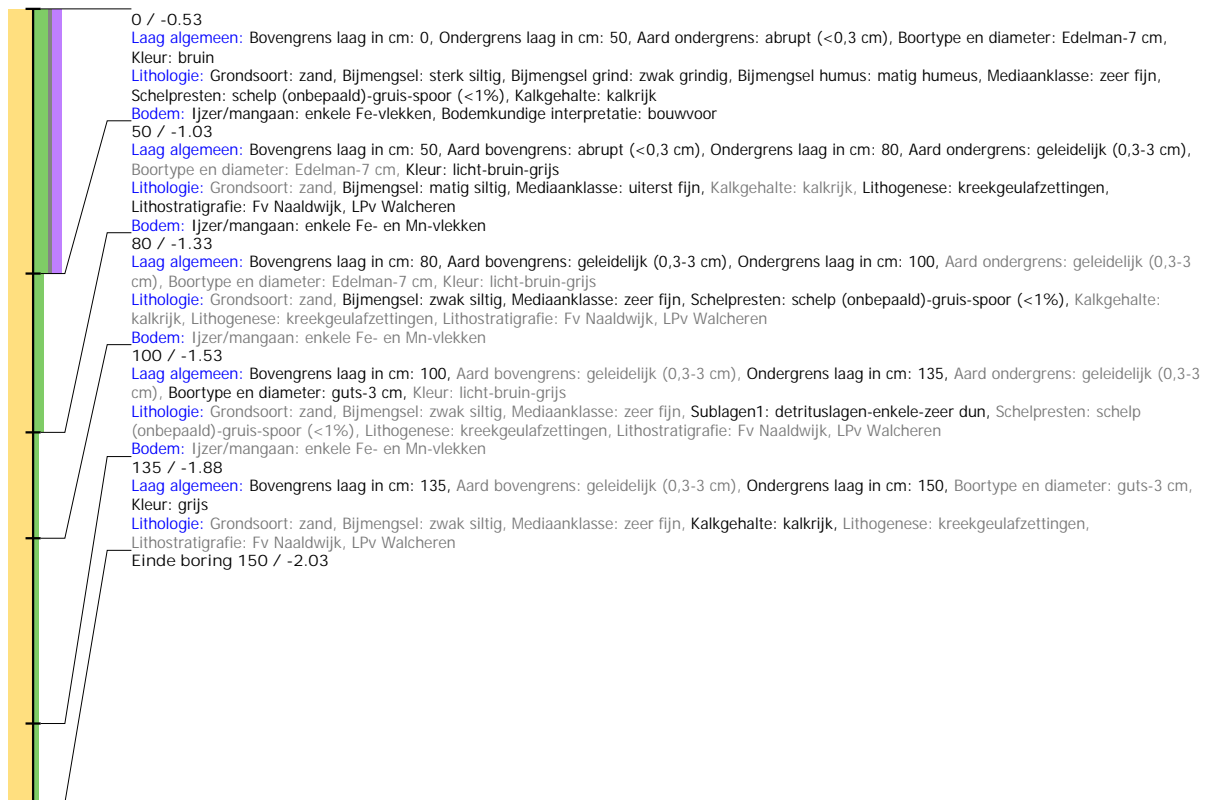 0 / -0.53
Laag algemeen: Bovengrens laag in cm: 0, Ondergrens laag in cm: 50, Aard ondergrens: abrupt (<0,3 cm), Boortype en diameter: Edelman-7 cm,
Kleur: bruin
Lithologie: Grondsoort: zand, Bijmengsel: sterk siltig, Bijmengsel grind: zwak grindig, Bijmengsel humus: matig humeus, Mediaanklasse: zeer fijn,
Schelpresten: schelp (onbepaald)-gruis-spoor (<1%), Kalkgehalte: kalkrijk
Bodem: Ijzer/mangaan: enkele Fe-vlekken, Bodemkundige interpretatie: bouwvoor
50 / -1.03
Laag algemeen: Bovengrens laag in cm: 50, Aard bovengrens: abrupt (<0,3 cm), Ondergrens laag in cm: 80, Aard ondergrens: geleidelijk (0,3-3 cm),
Boortype en diameter: Edelman-7 cm, Kleur: licht-bruin-grijs
Lithologie: Grondsoort: zand, Bijmengsel: matig siltig, Mediaanklasse: uiterst fijn, Kalkgehalte: kalkrijk, Lithogenese: kreekgeulafzettingen,
Lithostratigrafie: Fv Naaldwijk, LPv Walcheren
Bodem: Ijzer/mangaan: enkele Fe- en Mn-vlekken
80 / -1.33
Laag algemeen: Bovengrens laag in cm: 80, Aard bovengrens: geleidelijk (0,3-3 cm), Ondergrens laag in cm: 100, Aard ondergrens: geleidelijk (0,3-3
cm), Boortype en diameter: Edelman-7 cm, Kleur: licht-bruin-grijs
Lithologie: Grondsoort: zand, Bijmengsel: zwak siltig, Mediaanklasse: zeer fijn, Schelpresten: schelp (onbepaald)-gruis-spoor (<1%), Kalkgehalte:
kalkrijk, Lithogenese: kreekgeulafzettingen, Lithostratigrafie: Fv Naaldwijk, LPv Walcheren
Bodem: Ijzer/mangaan: enkele Fe- en Mn-vlekken
100 / -1.53
Laag algemeen: Bovengrens laag in cm: 100, Aard bovengrens: geleidelijk (0,3-3 cm), Ondergrens laag in cm: 135, Aard ondergrens: geleidelijk (0,3-3
cm), Boortype en diameter: guts-3 cm, Kleur: licht-bruin-grijs
Lithologie: Grondsoort: zand, Bijmengsel: zwak siltig, Mediaanklasse: zeer fijn, Sublagen1: detrituslagen-enkele-zeer dun, Schelpresten: schelp
(onbepaald)-gruis-spoor (<1%), Lithogenese: kreekgeulafzettingen, Lithostratigrafie: Fv Naaldwijk, LPv Walcheren
Bodem: Ijzer/mangaan: enkele Fe- en Mn-vlekken
135 / -1.88
Laag algemeen: Bovengrens laag in cm: 135, Aard bovengrens: geleidelijk (0,3-3 cm), Ondergrens laag in cm: 150, Boortype en diameter: guts-3 cm,
Kleur: grijs
Lithologie: Grondsoort: zand, Bijmengsel: zwak siltig, Mediaanklasse: zeer fijn, Kalkgehalte: kalkrijk, Lithogenese: kreekgeulafzettingen,
Lithostratigrafie: Fv Naaldwijk, LPv Walcheren
Einde boring 150 / -2.03